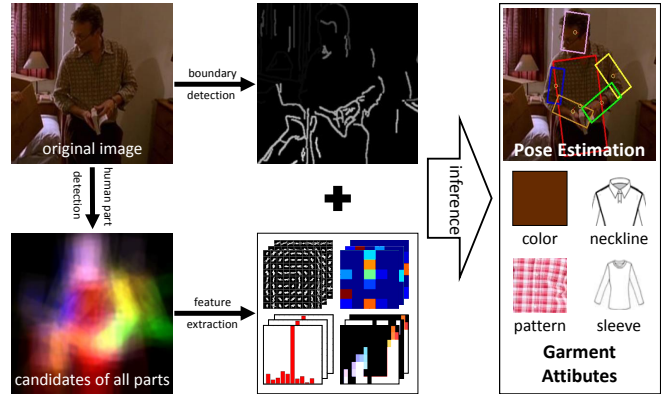 original image
boundary
detection
human part
detection
candidates of all parts
feature
extraction
inference
Pose Estimation
color
neckline
pattern
sleeve
Garment
Attibutes